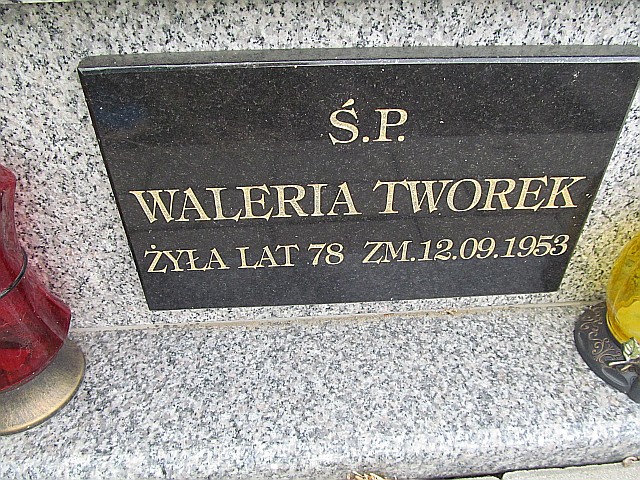 Ś.P.
WALERIA TWOREK
ŻYŁA LAT 78 ZM.12.09.1953